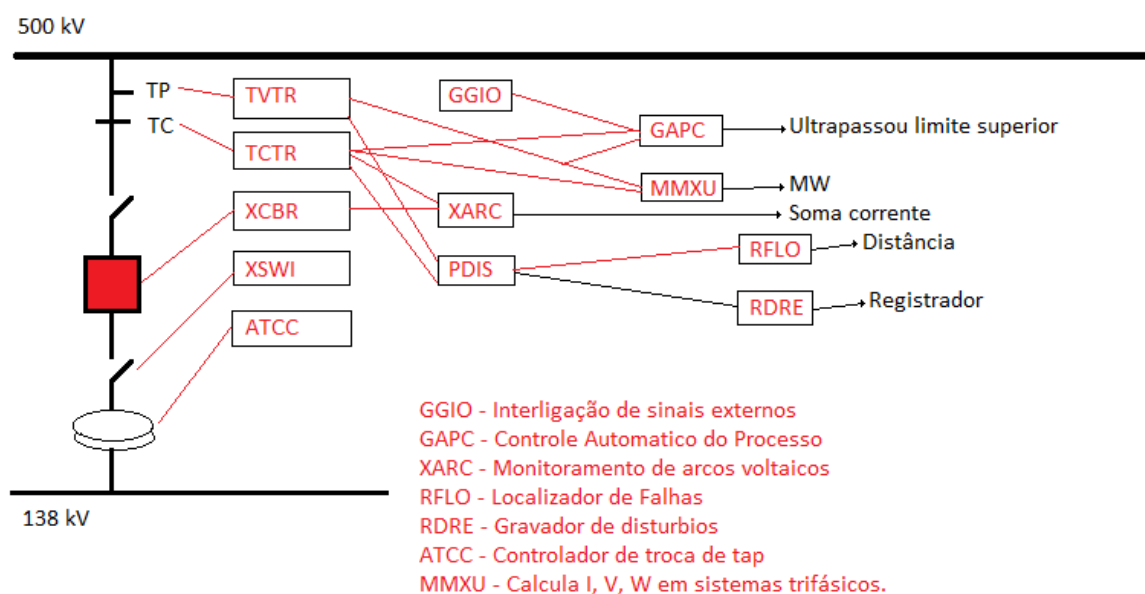 500 kV
TP
TVTR
GGIO
TC
TCTR
GAPC
Ultrapassou limite superior
MMXU
MW
XCBR
XARC
Soma corrente
XSWI
PDIS
RFLO
Distância
RDRE
Registrador
ATCC
GGIO - Interligação de sinais externos
GAPC - Controle Automatico do Processo
XARC - Monitoramento de arcos voltaicos
RFLO - Localizador de Falhas
RDRE - Gravador de disturbios
ATCC - Controlador de troca de tap
MMXU - Calcula I, V, W em sistemas trifásicos.
138 kV